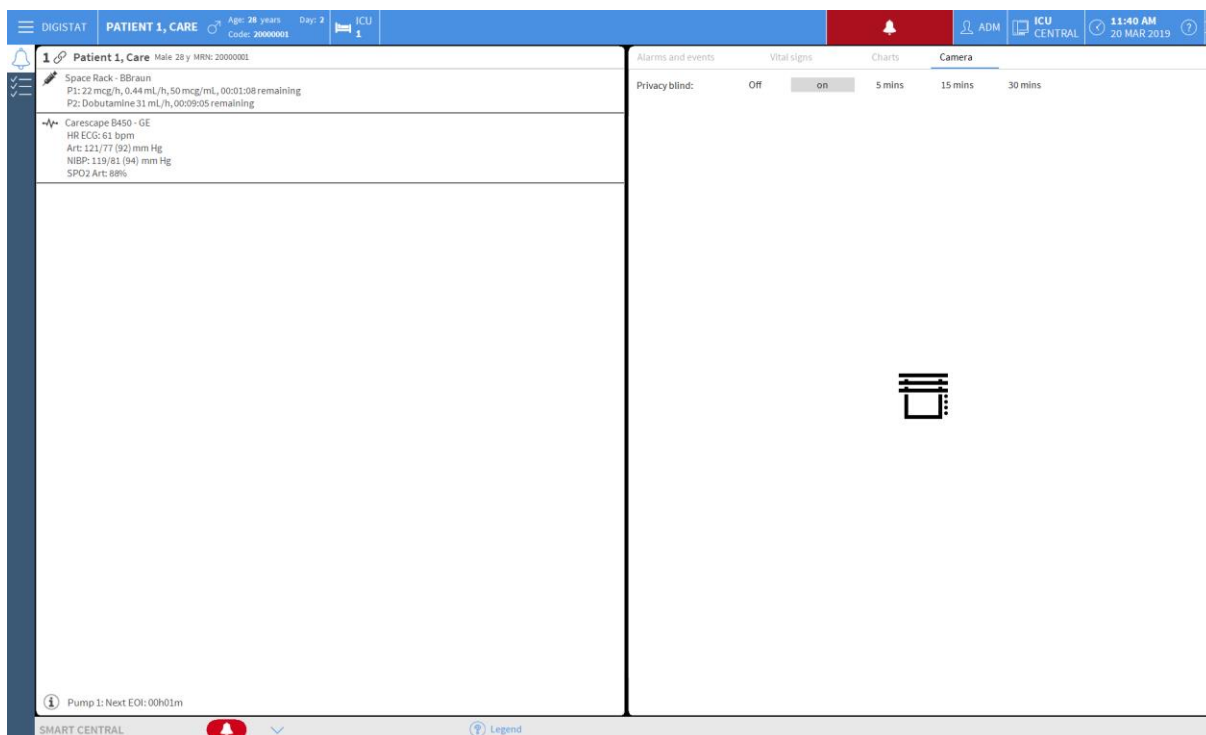 DIGISTAT
PATIENT 1, CARE
Age: 28 years Day: 2
Code: 20000001
ICU
1
ADM
ICU
CENTRAL
11:40 AM
20 MAR 2019
?
1 Patient 1, Care Male 28 y MRN: 20000001
Space Rack - BBraun
P1: 22 mcg/h, 0.44 mL/h, 50 mcg/mL, 00:01:08 remaining
P2: Dobutamine 31 mL/h, 00:09:05 remaining
Carescape B450 - GE
HR ECG: 61 bpm
Art: 121/77 (92) mm Hg
NIBP: 119/81 (94) mm Hg
SPO2 Art: 88%
i Pump 1: Next EOI: 00h01m
Alarms and events Vital signs Charts Camera
Privacy blind: Off on 5 mins 15 mins 30 mins
SMART CENTRAL
? Legend